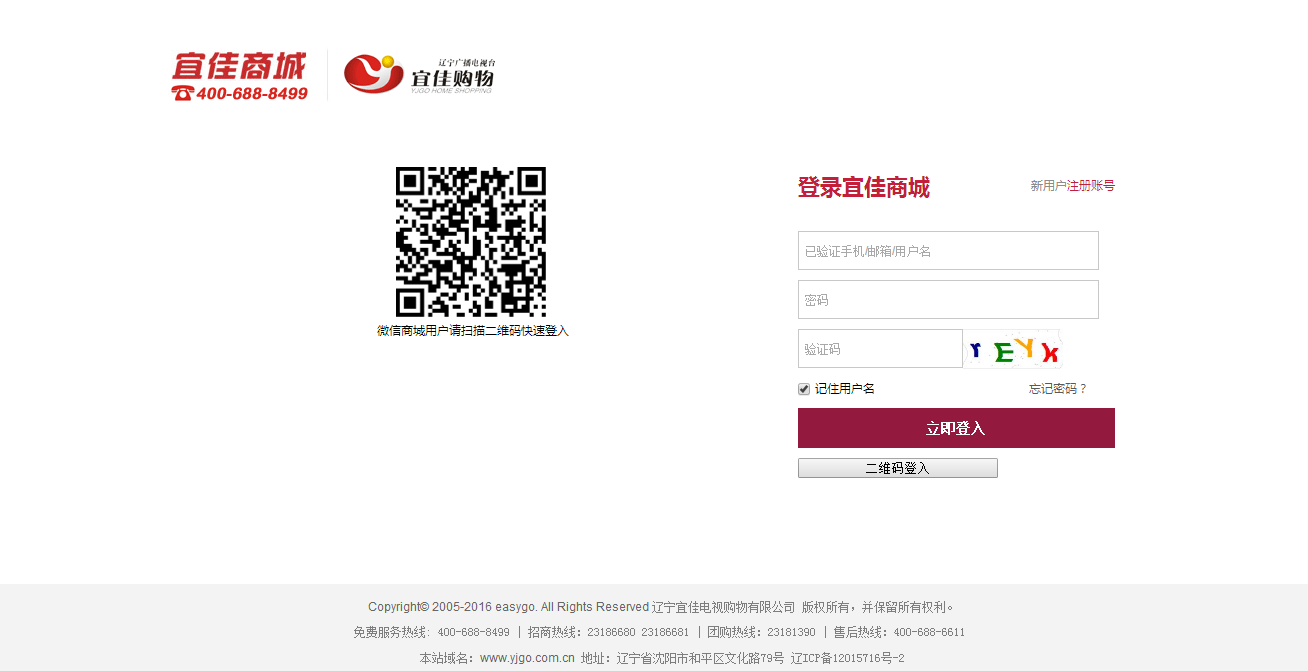 宜佳商城
400-688-8499
辽宁广播电视台
宜佳购物
YJGO HOME SHOPPING
登录宜佳商城
新用户注册账号
已验证手机/邮箱/用户名
密码
验证码
r E Y k
微信商城用户请扫描二维码快速登入
记住用户名
忘记密码？
立即登入
二维码登入
Copyright© 2005-2016 easygo. All Rights Reserved 辽宁宜佳电视购物有限公司 版权所有，并保留所有权利。
免费服务热线: 400-688-8499 | 招商热线：23186680 23186681 | 团购热线：23181390 | 售后热线：400-688-6611
本站域名：www.yjgo.com.cn 地址：辽宁省沈阳市和平区文化路79号 辽ICP备12015716号-2